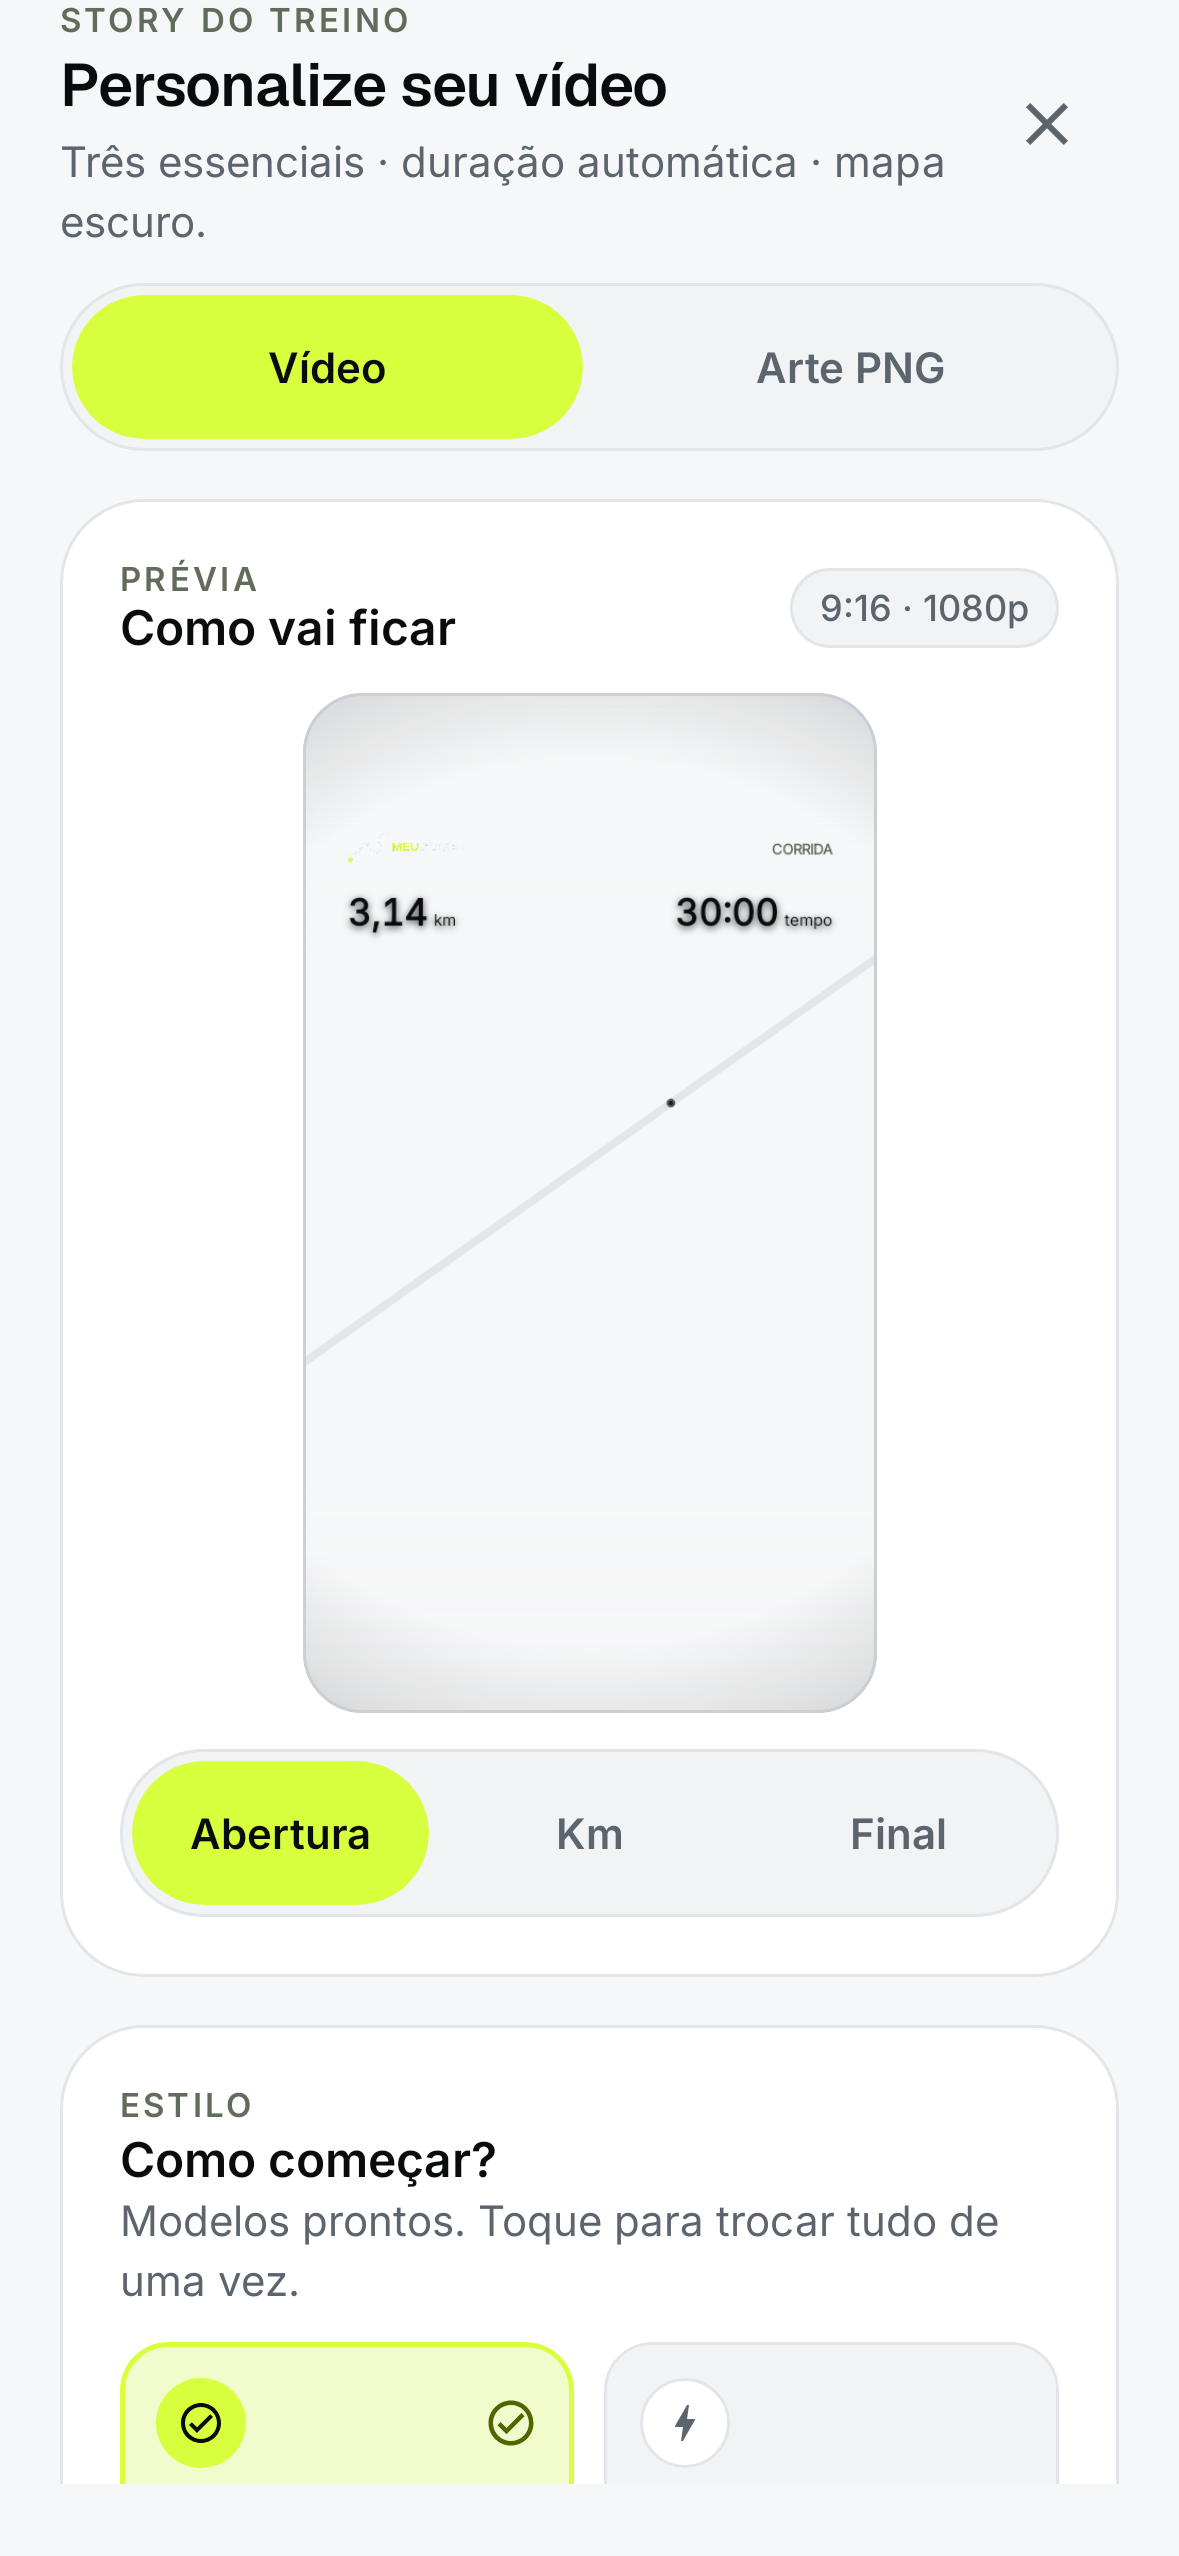 STORY DO TREINO
Personalize seu vídeo
Três essenciais · duração automática · mapa
escuro.
Vídeo
Arte PNG
PRÉVIA
Como vai ficar
9:16 · 1080p
MEU
CORRIDA
3,14 km
30:00 tempo
Abertura
Km
Final
ESTILO
Como começar?
Modelos prontos. Toque para trocar tudo de
uma vez.